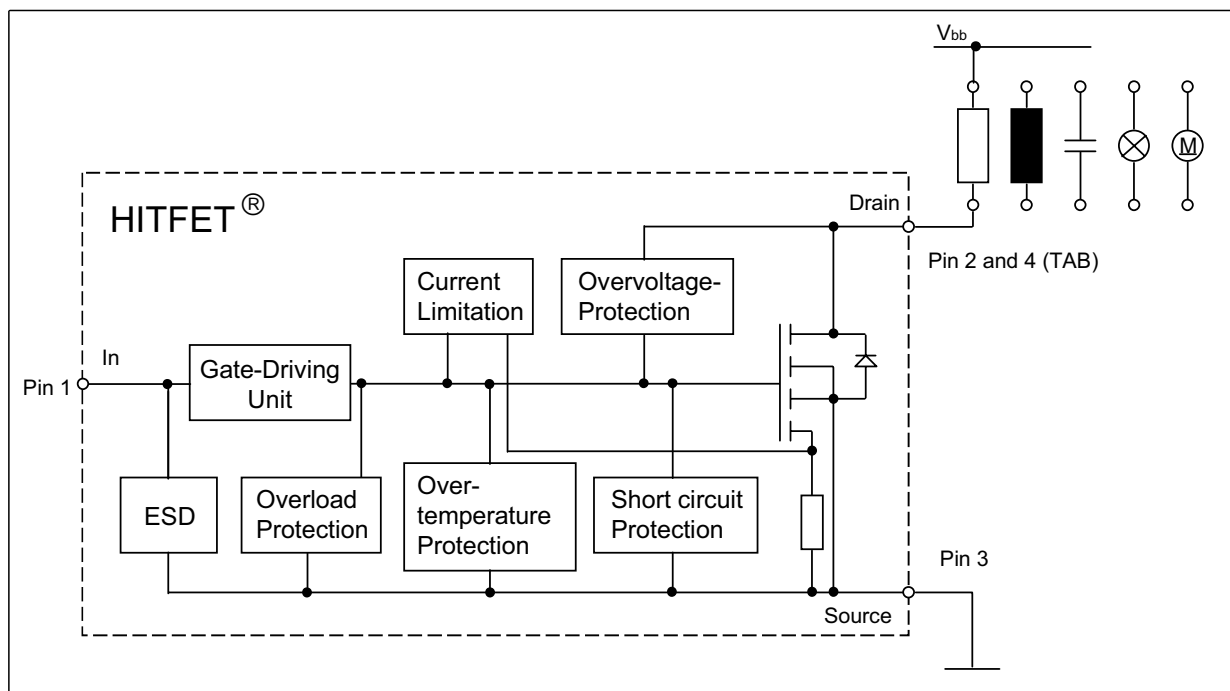 Vbb
HITFET ®
Drain
Pin 2 and 4 (TAB)
Current
Limitation
Overvoltage-
Protection
In
Pin 1
Gate-Driving
Unit
M
ESD
Overload
Protection
Over-
temperature
Protection
Short circuit
Protection
Pin 3
Source